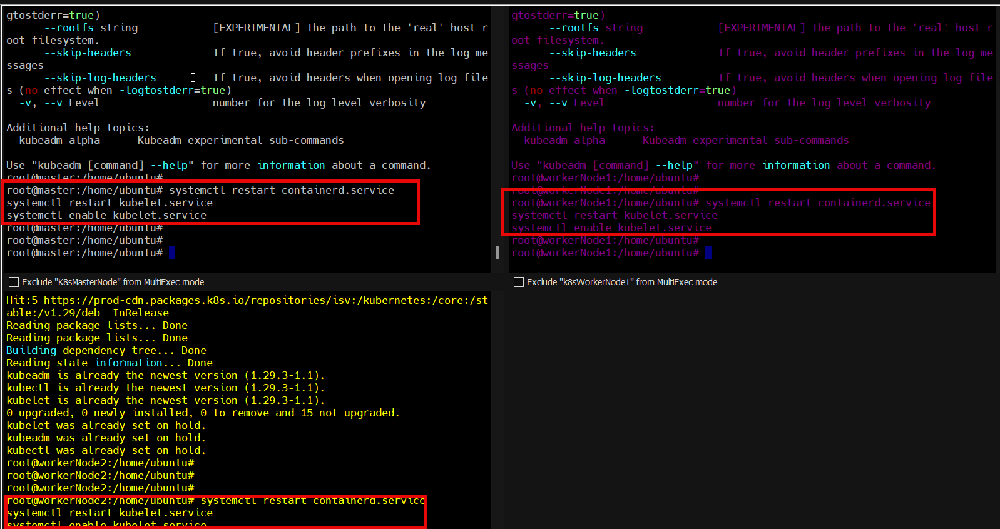 gtostderr=true)
      --rootfs string            [EXPERIMENTAL] The path to the 'real' host r
oot filesystem.
      --skip-headers             If true, avoid header prefixes in the log me
ssages
      --skip-log-headers         If true, avoid headers when opening log file
s (no effect when -logtostderr=true)
  -v, --v Level                  number for the log level verbosity
Additional help topics:
  kubeadm alpha      Kubeadm experimental sub-commands
Use "kubeadm [command] --help" for more information about a command.
root@master:/home/ubuntu#
root@master:/home/ubuntu# systemctl restart containerd.service
systemctl restart kubelet.service
systemctl enable kubelet.service
root@master:/home/ubuntu#
root@master:/home/ubuntu#
root@master:/home/ubuntu#
Exclude "K8sMasterNode" from MultiExec mode
gtostderr=true)
      --rootfs string            [EXPERIMENTAL] The path to the 'real' host r
oot filesystem.
      --skip-headers             If true, avoid header prefixes in the log me
ssages
      --skip-log-headers         If true, avoid headers when opening log file
s (no effect when -logtostderr=true)
  -v, --v Level                  number for the log level verbosity
Additional help topics:
  kubeadm alpha      Kubeadm experimental sub-commands
Use "kubeadm [command] --help" for more information about a command.
root@workerNode1:/home/ubuntu#
root@workerNode1:/home/ubuntu#
root@workerNode1:/home/ubuntu# systemctl restart containerd.service
systemctl restart kubelet.service
systemctl enable kubelet.service
root@workerNode1:/home/ubuntu#
root@workerNode1:/home/ubuntu#
Exclude "k8sWorkerNode1" from MultiExec mode
Hit:5 https://prod-cdn.packages.k8s.io/repositories/isv:/kubernetes:/core:/st
able:/v1.29/deb  InRelease
Reading package lists... Done
Reading package lists... Done
Building dependency tree... Done
Reading state information... Done
kubeadm is already the newest version (1.29.3-1.1).
kubectl is already the newest version (1.29.3-1.1).
kubelet is already the newest version (1.29.3-1.1).
0 upgraded, 0 newly installed, 0 to remove and 15 not upgraded.
kubelet was already set on hold.
kubeadm was already set on hold.
kubectl was already set on hold.
root@workerNode2:/home/ubuntu#
root@workerNode2:/home/ubuntu#
root@workerNode2:/home/ubuntu#
root@workerNode2:/home/ubuntu# systemctl restart containerd.service
systemctl restart kubelet.service
systemctl enable kubelet.service